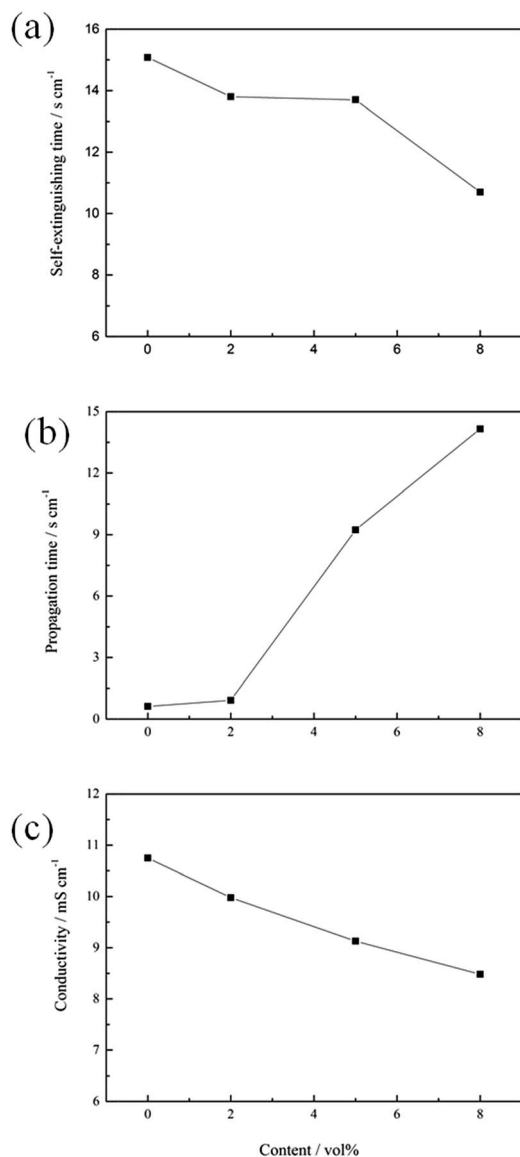 (a)
Self-extinguishing time / s cm⁻¹
16
14
12
10
8
6
0 2 4 6 8
(b)
Propagation time / s cm⁻¹
15
12
9
6
3
0
0 2 4 6 8
(c)
Conductivity / mS cm⁻¹
12
11
10
9
8
7
6
0 2 4 6 8
Content / vol%